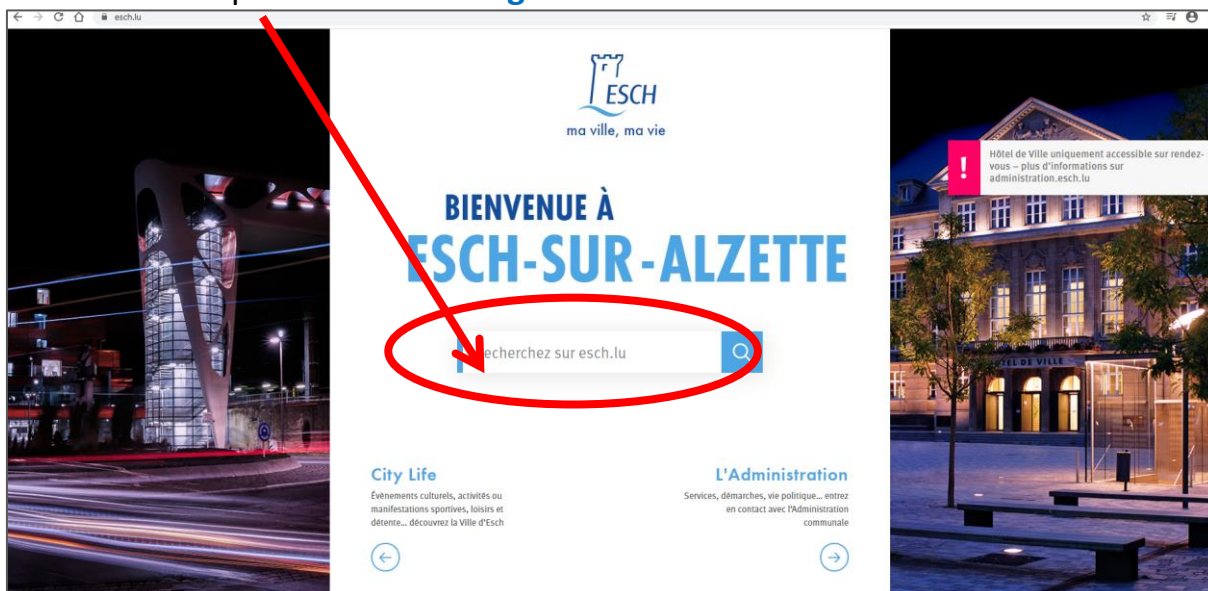 esch.lu
ESCH
ma ville, ma vie
Hôtel de Ville uniquement accessible sur rendez-
vous – plus d'informations sur
administration.esch.lu
BIENVENUE À
ESCH-SUR-ALZETTE
echerchez sur esch.lu
HÔTEL DE VILLE
City Life
Évènements culturels, activités ou
manifestations sportives, loisirs et
détente... découvrez la Ville d'Esch
L'Administration
Services, démarches, vie politique... entrez
en contact avec l'Administration
communale